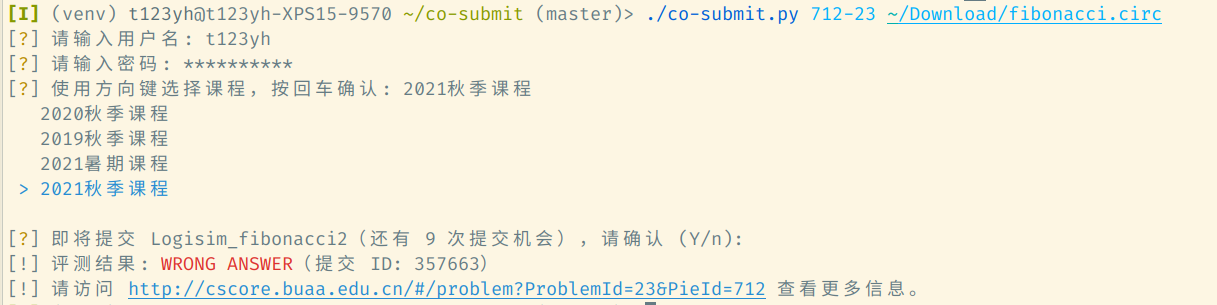 [I] (venv) t123yh@t123yh-XPS15-9570 ~/co-submit (master)> ./co-submit.py 712-23 ~/Download/fibonacci.circ
[?] 请输入用户名: t123yh
[?] 请输入密码: **********
[?] 使用方向键选择课程，按回车确认: 2021秋季课程
2020秋季课程
2019秋季课程
2021暑期课程
> 2021秋季课程
[?] 即将提交 Logisim_fibonacci2（还有 9 次提交机会），请确认 (Y/n):
[!] 评测结果: WRONG ANSWER（提交 ID: 357663）
[!] 请访问 http://cscore.buaa.edu.cn/#/problem?ProblemId=23&PieId=712 查看更多信息。